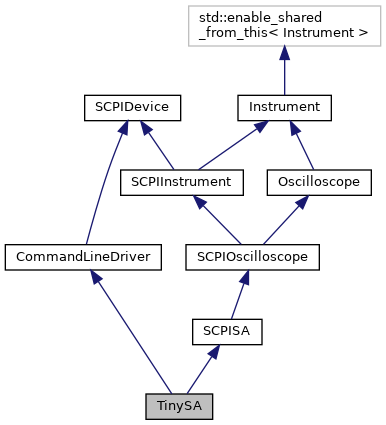 std::enable_shared
_from_this< Instrument >
SCPIDevice
Instrument
SCPIInstrument
Oscilloscope
CommandLineDriver
SCPIOscilloscope
SCPISA
TinySA